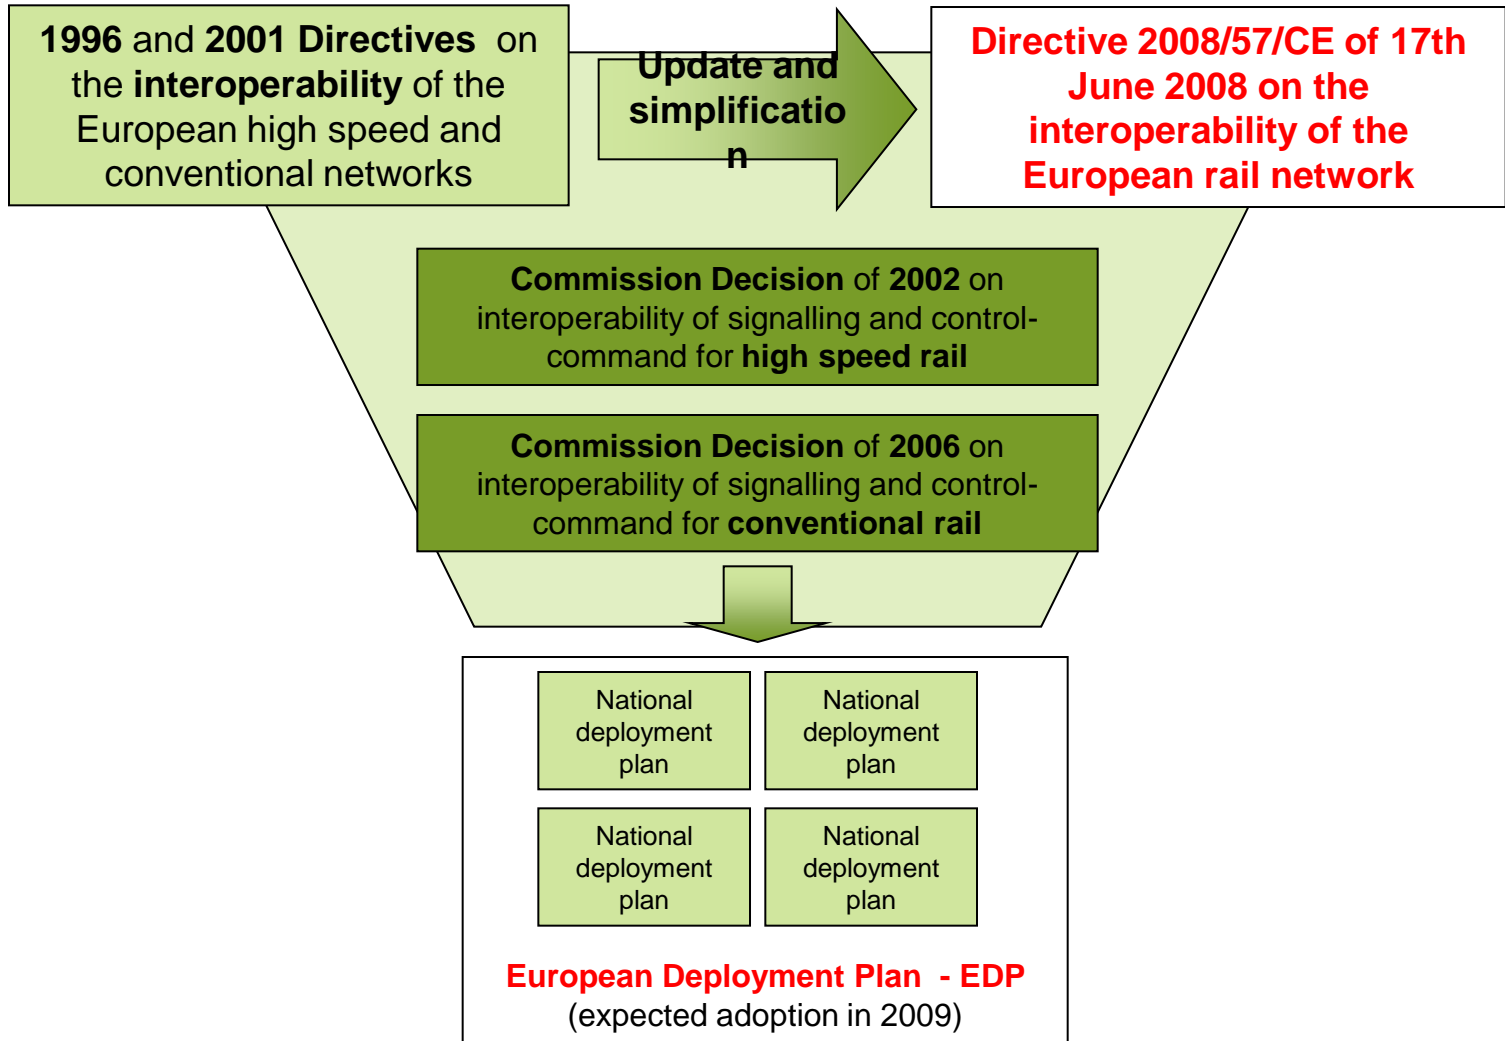 1996 and 2001 Directives on
the interoperability of the
European high speed and
conventional networks
Update and
simplificatio
n
Directive 2008/57/CE of 17th
June 2008 on the
interoperability of the
European rail network
Commission Decision of 2002 on
interoperability of signalling and control-
command for high speed rail
Commission Decision of 2006 on
interoperability of signalling and control-
command for conventional rail
National
deployment
plan
National
deployment
plan
National
deployment
plan
National
deployment
plan
European Deployment Plan - EDP
(expected adoption in 2009)